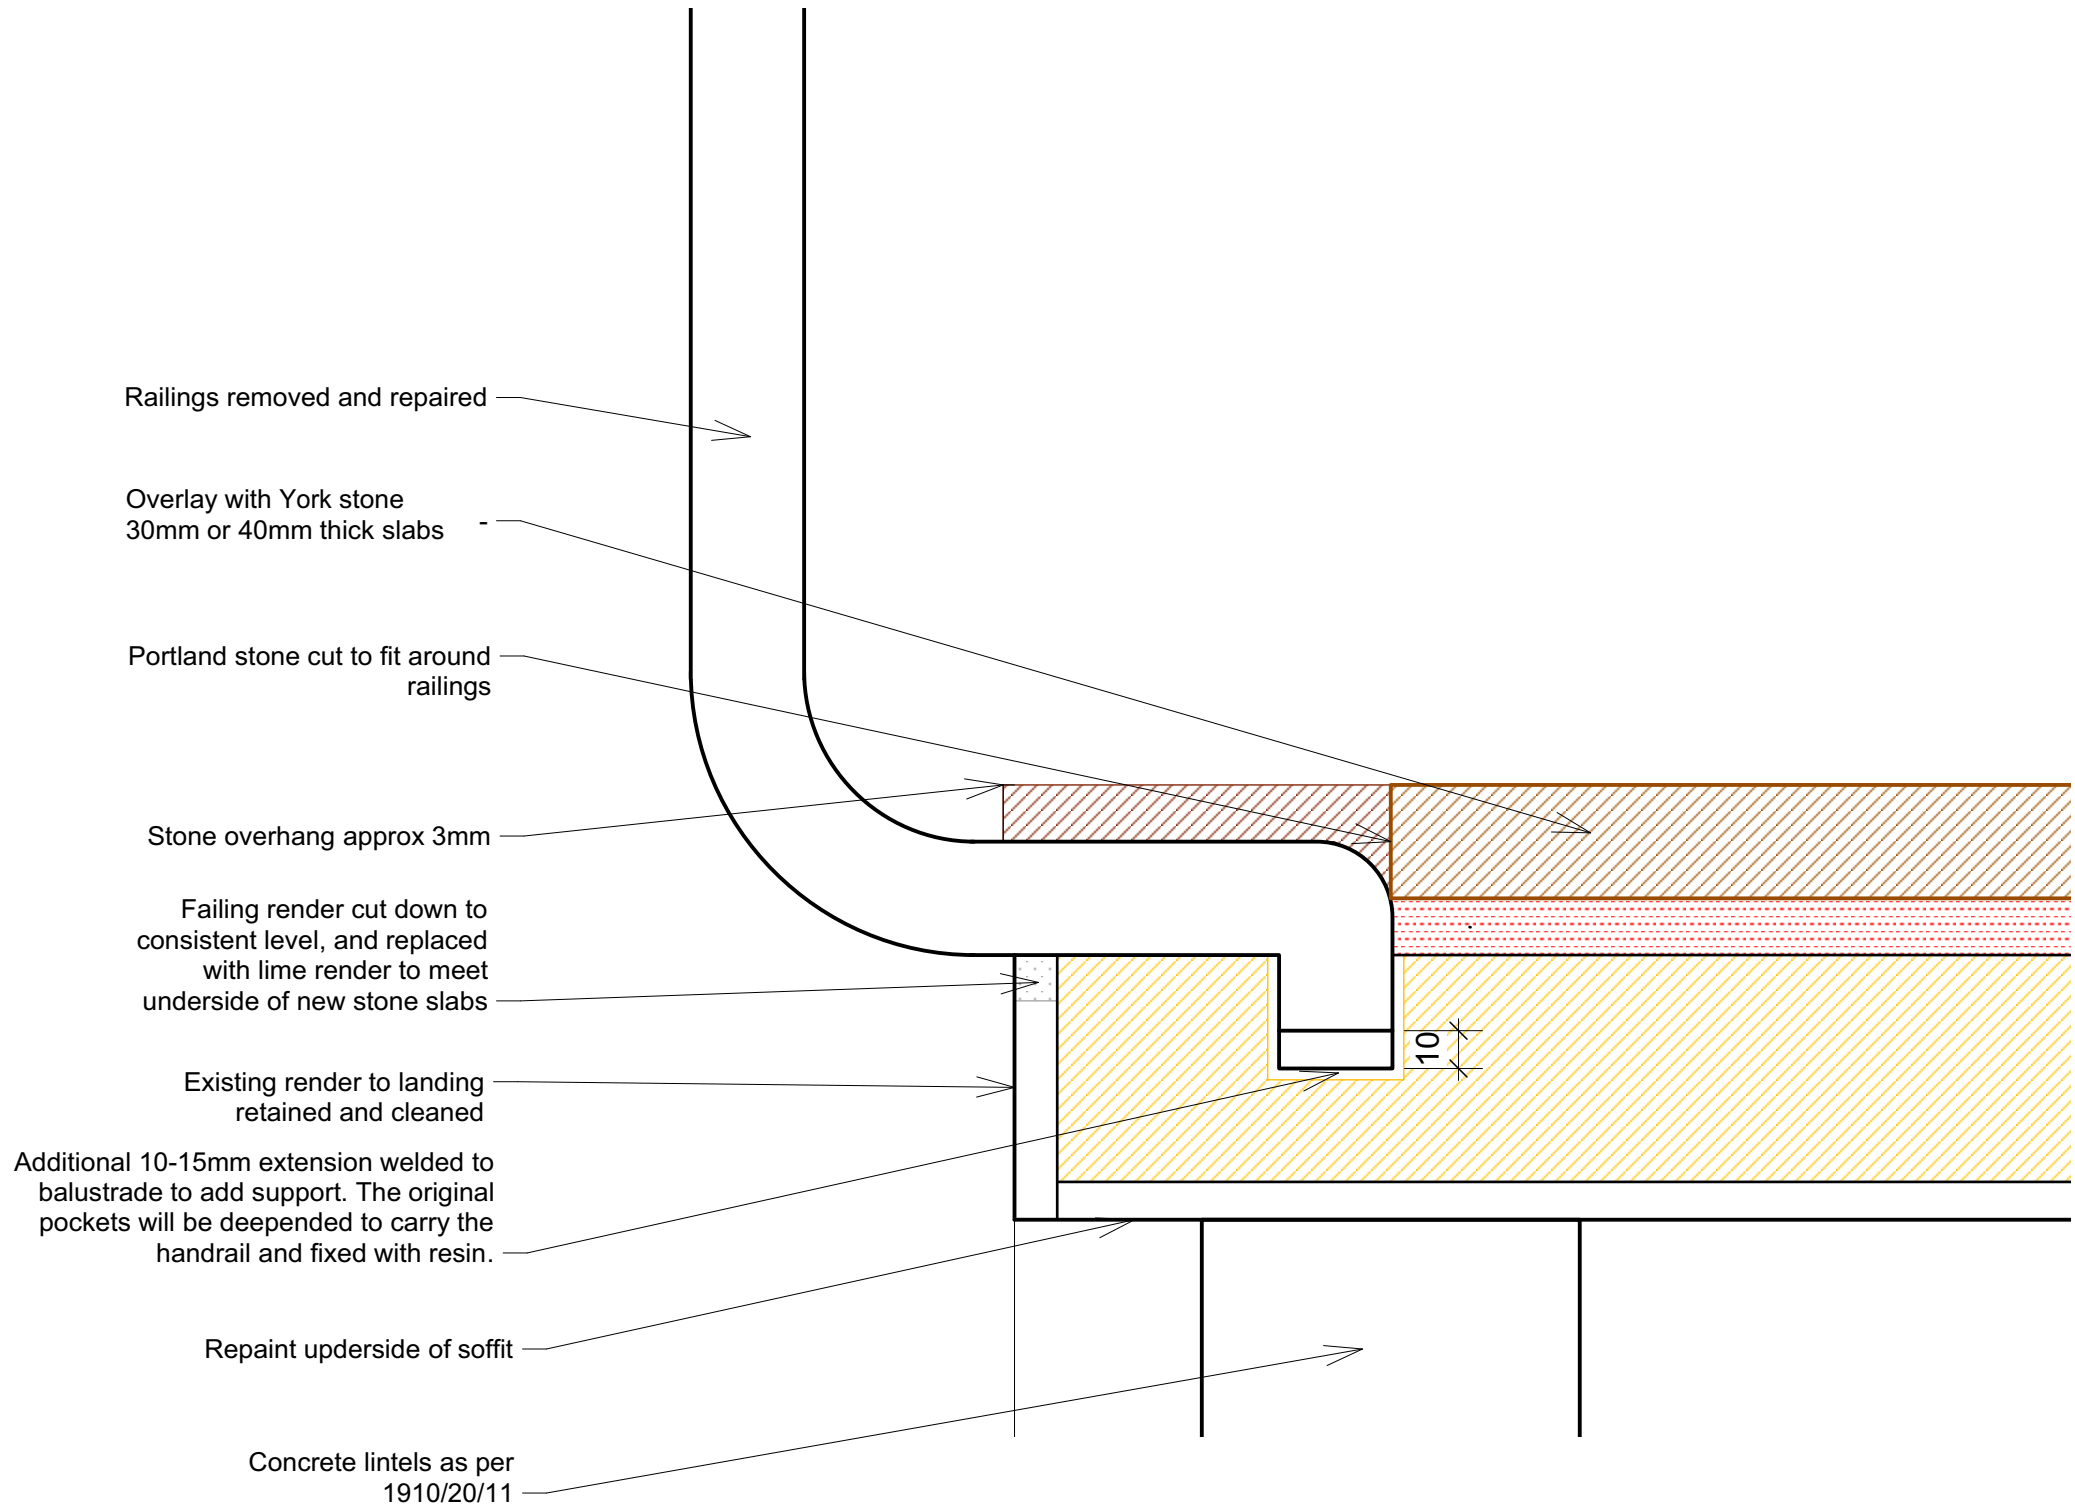 Railings removed and repaired
Overlay with York stone
30mm or 40mm thick slabs -
Portland stone cut to fit around
railings
Stone overhang approx 3mm
Failing render cut down to
consistent level, and replaced
with lime render to meet
underside of new stone slabs
10
Existing render to landing
retained and cleaned
Additional 10-15mm extension welded to
balustrade to add support. The original
pockets will be deepended to carry the
handrail and fixed with resin.
Repaint upderside of soffit
Concrete lintels as per
1910/20/11